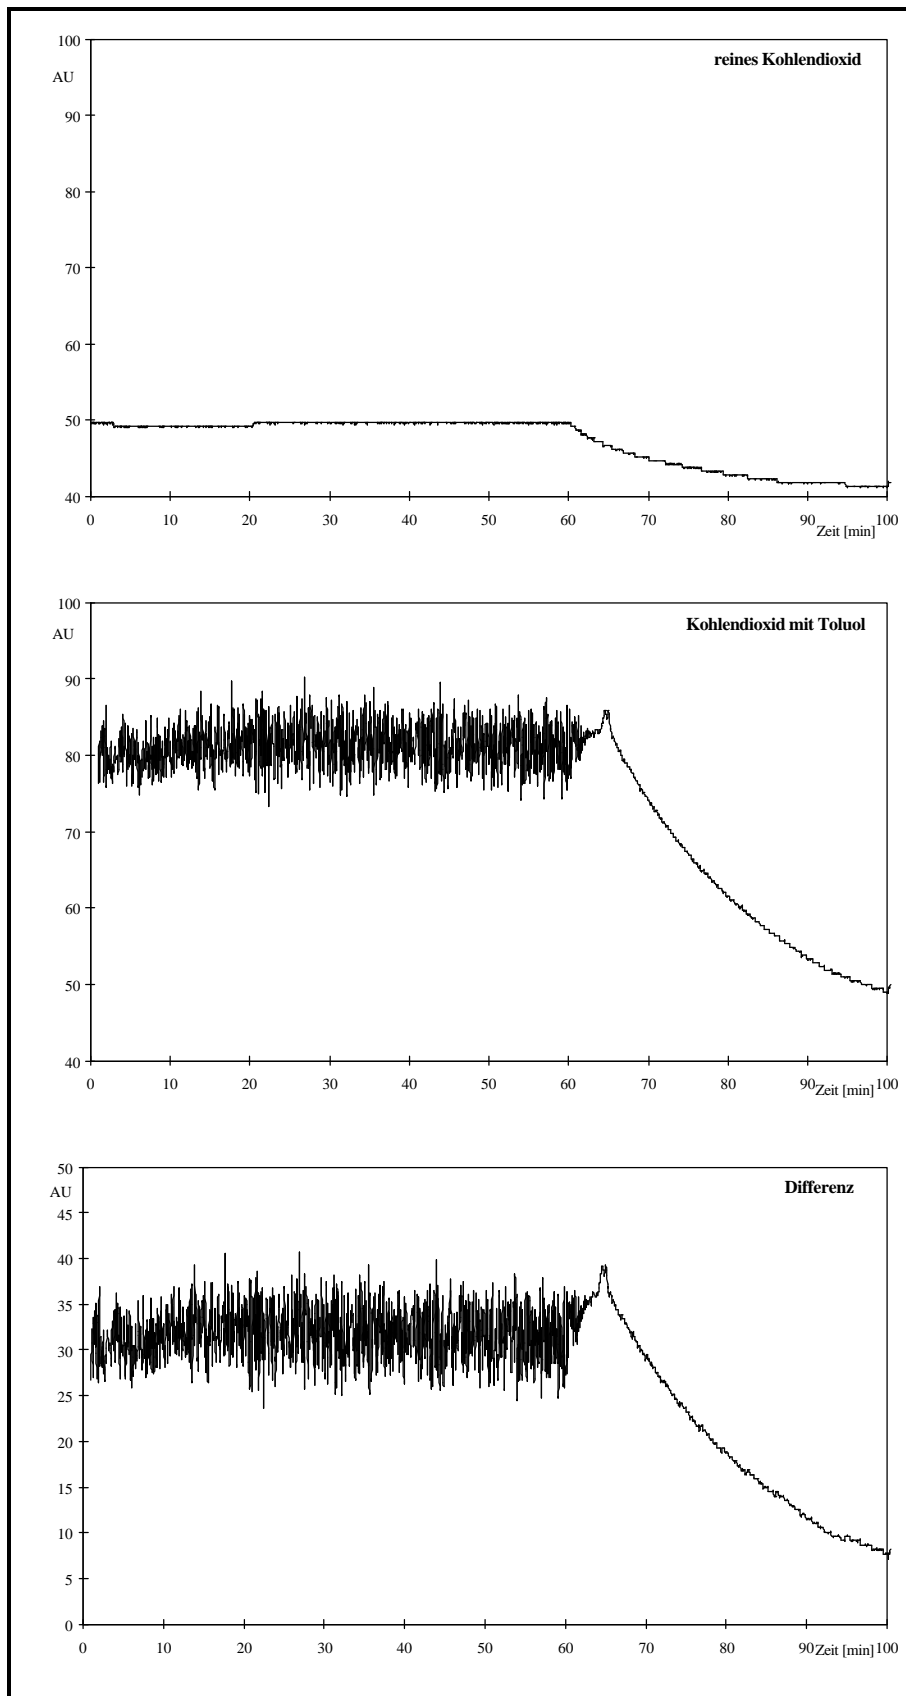 100
reines Kohlendioxid
AU
90
80
70
60
50
40
0 10 20 30 40 50 60 70 80 90 100
Zeit [min]
100
Kohlendioxid mit Toluol
AU
90
80
70
60
50
40
0 10 20 30 40 50 60 70 80 90 Zeit [min] 100
50
Differenz
AU
45
40
35
30
25
20
15
10
5
0
0 10 20 30 40 50 60 70 80 90 Zeit [min] 100